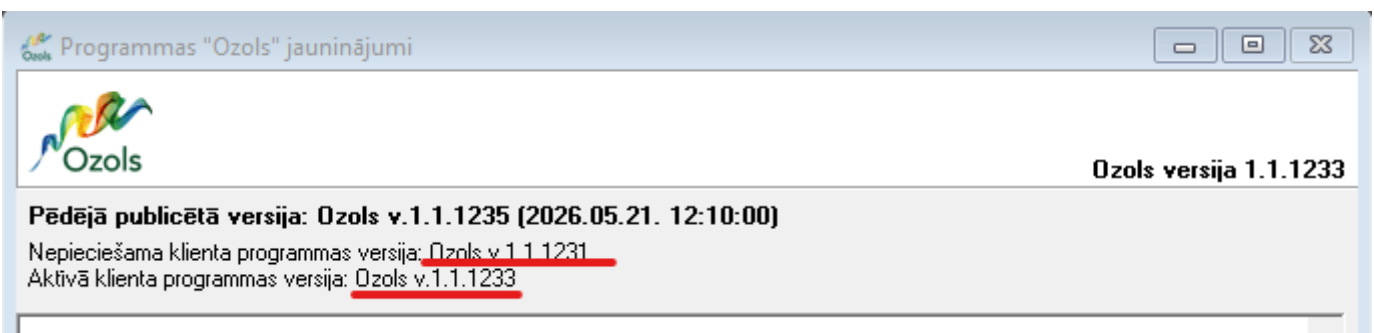 Ozols
Programmas "Ozols" jauninājumi
Ozols
Ozols versija 1.1.1233
Pēdējā publicētā versija: Ozols v.1.1.1235 (2026.05.21. 12:10:00)
Nepieciešama klienta programmas versija: Ozols v.1.1.1231
Aktīvā klienta programmas versija: Ozols v.1.1.1233